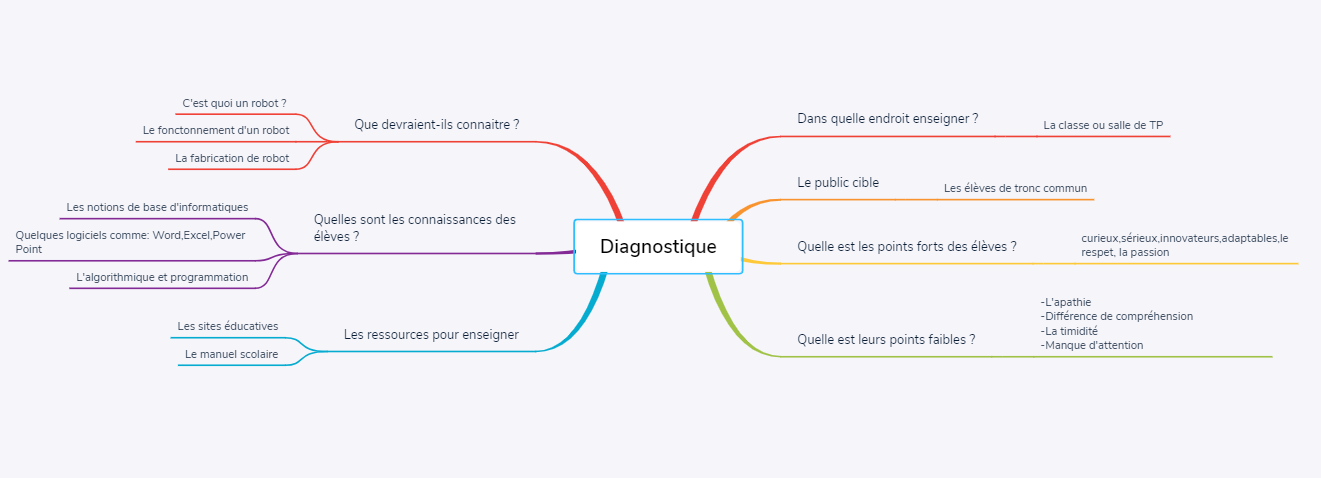 Diagnostique
Que devraient-ils connaitre ?
C'est quoi un robot ?
Le fonctonnement d'un robot
La fabrication de robot
Quelles sont les connaissances des
élèves ?
Les notions de base d'informatiques
Quelques logiciels comme: Word,Excel,Power
Point
L'algorithmique et programmation
Les ressources pour enseigner
Les sites éducatives
Le manuel scolaire
Dans quelle endroit enseigner ?
La classe ou salle de TP
Le public cible
Les élèves de tronc commun
Quelle est les points forts des élèves ?
curieux,sérieux,innovateurs,adaptables,le
respet, la passion
Quelle est leurs points faibles ?
-L'apathie
-Différence de compréhension
-La timidité
-Manque d'attention